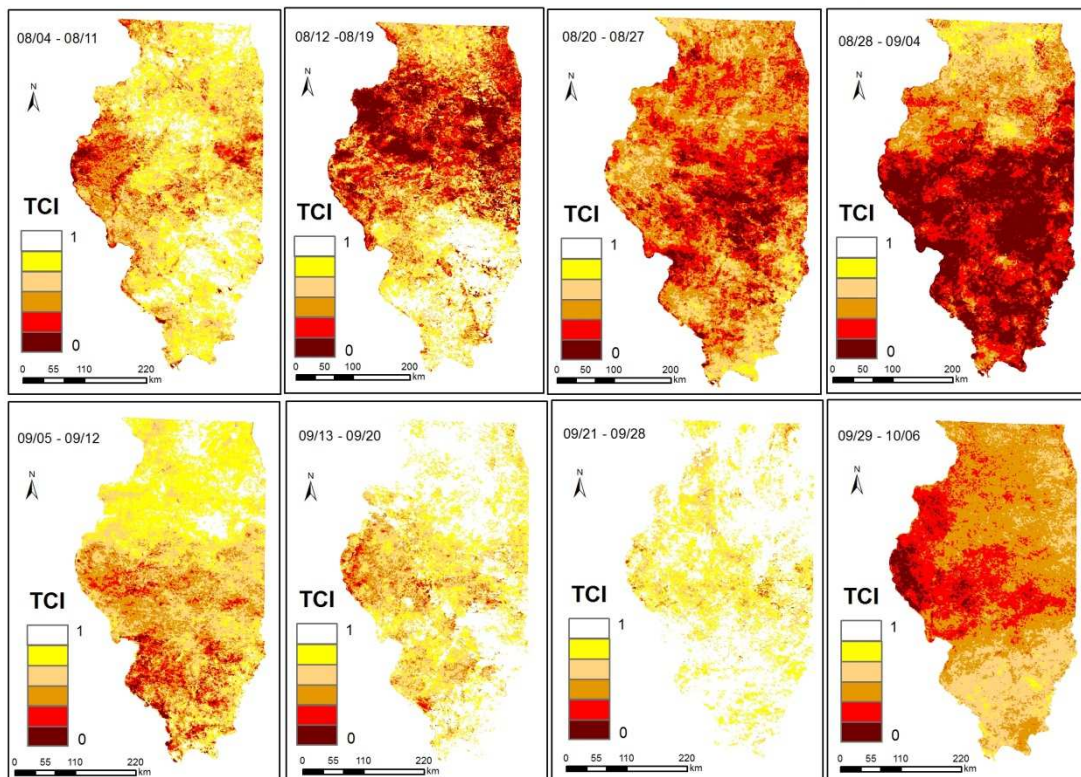 08/04 - 08/11
N
TCI
1
0
0 55 110 220
km
08/12 -08/19
N
TCI
1
0
0 50 100 200
km
08/20 - 08/27
N
TCI
1
0
0 50 100 200
km
08/28 - 09/04
N
TCI
1
0
0 50 100 200
km
09/05 - 09/12
N
TCI
1
0
0 55 110 220
km
09/13 - 09/20
N
TCI
1
0
0 55 110 220
km
09/21 - 09/28
N
TCI
1
0
0 55 110 220
km
09/29 - 10/06
N
TCI
1
0
0 55 110 220
km